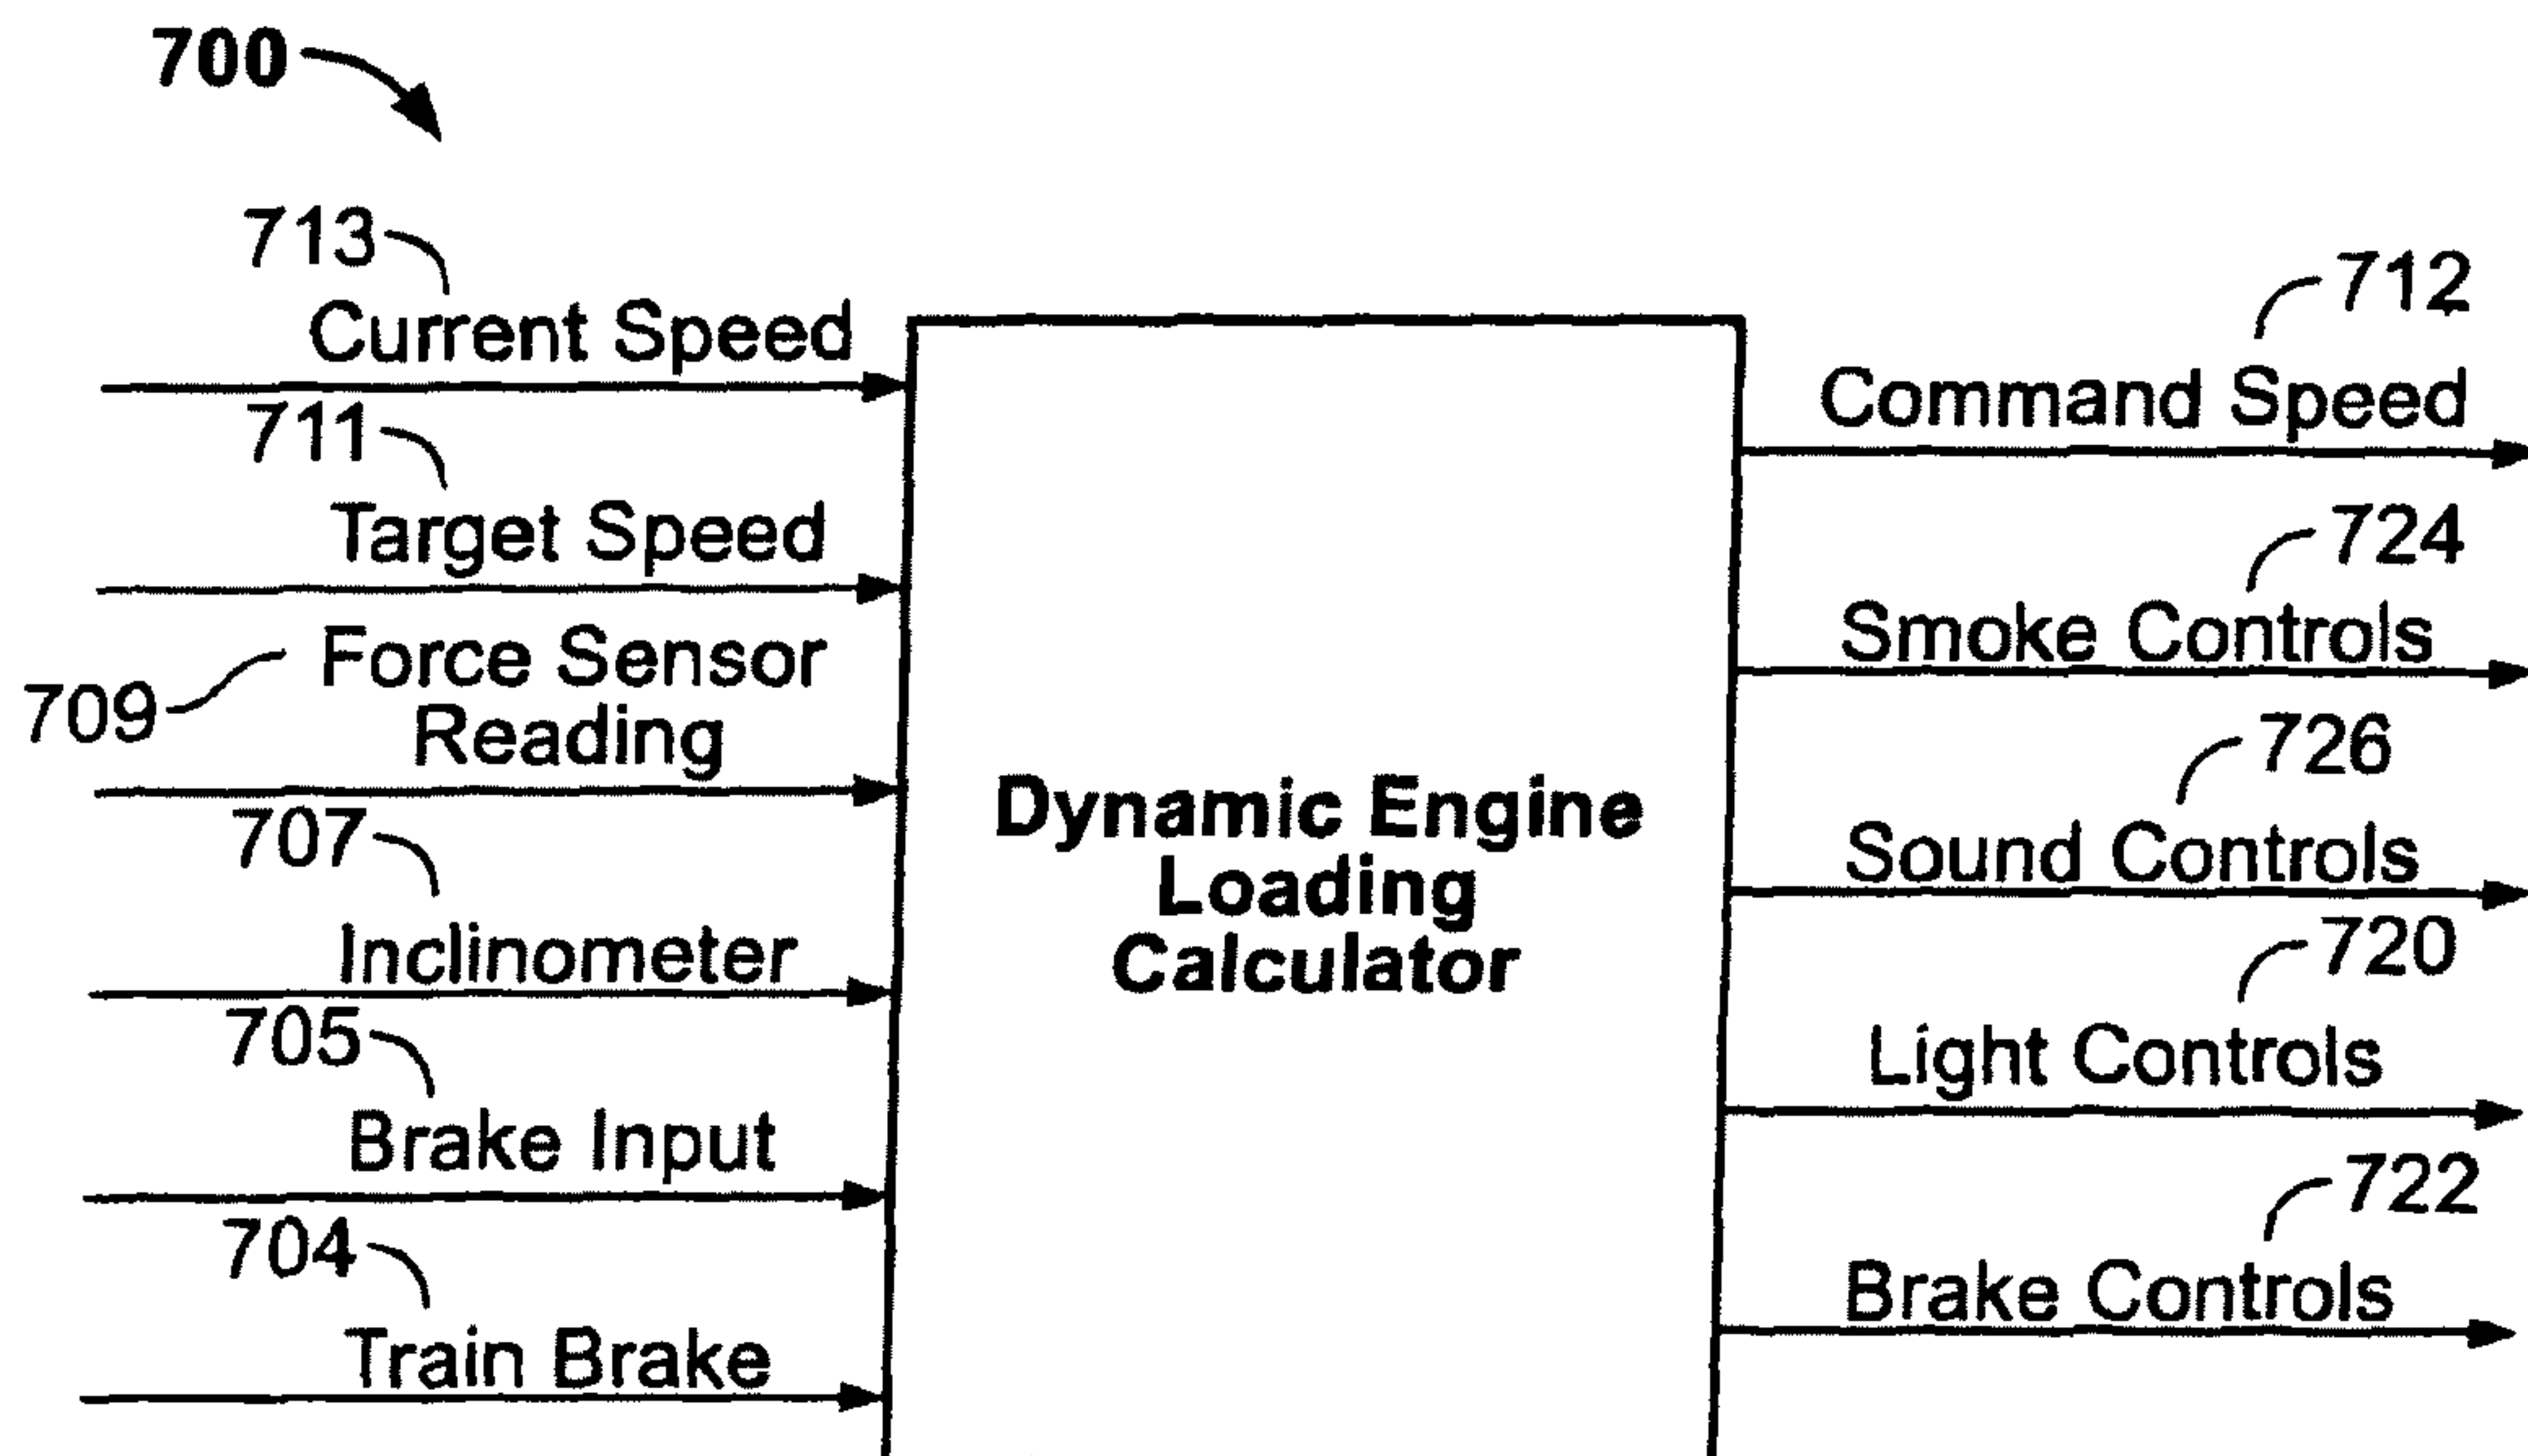 700
713
Current Speed
711
Target Speed
709
Force Sensor
Reading
707
Inclinometer
705
Brake Input
704
Train Brake
Dynamic Engine
Loading
Calculator
712
Command Speed
724
Smoke Controls
726
Sound Controls
720
Light Controls
722
Brake Controls